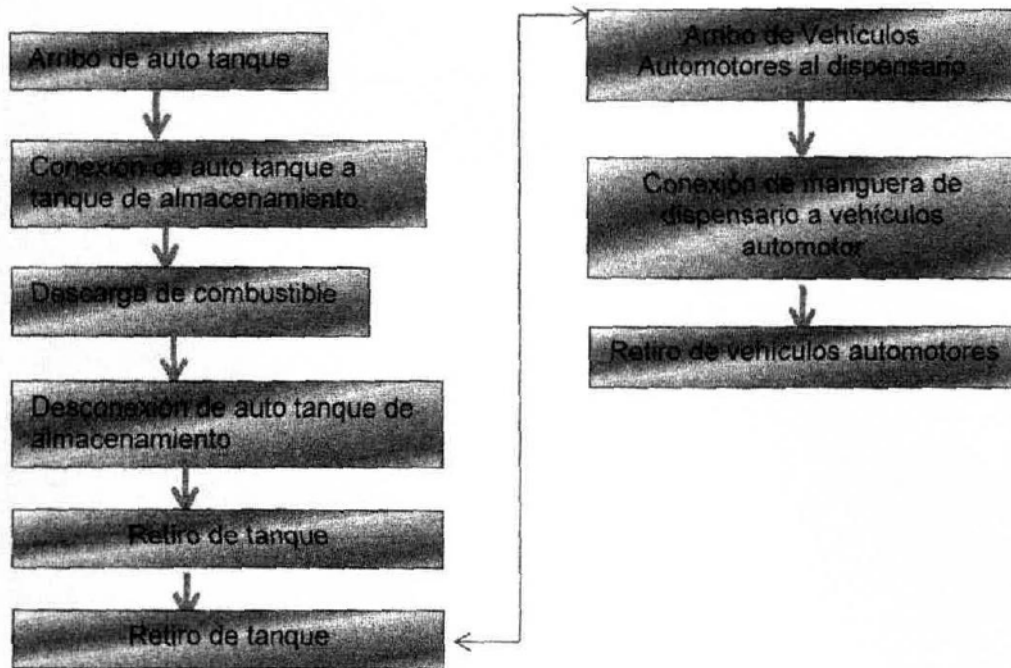 Arribo de auto tanque
Conexión de auto tanque a
tanque de almacenamiento.
Descarga de combustible
Desconexión de auto tanque de
almacenamiento
Retiro de tanque
Retiro de tanque
Arribo de Vehículos
Automotores al dispensario
Conexión de manguera de
dispensario a vehículos
automotor
Retiro de vehículos automotores